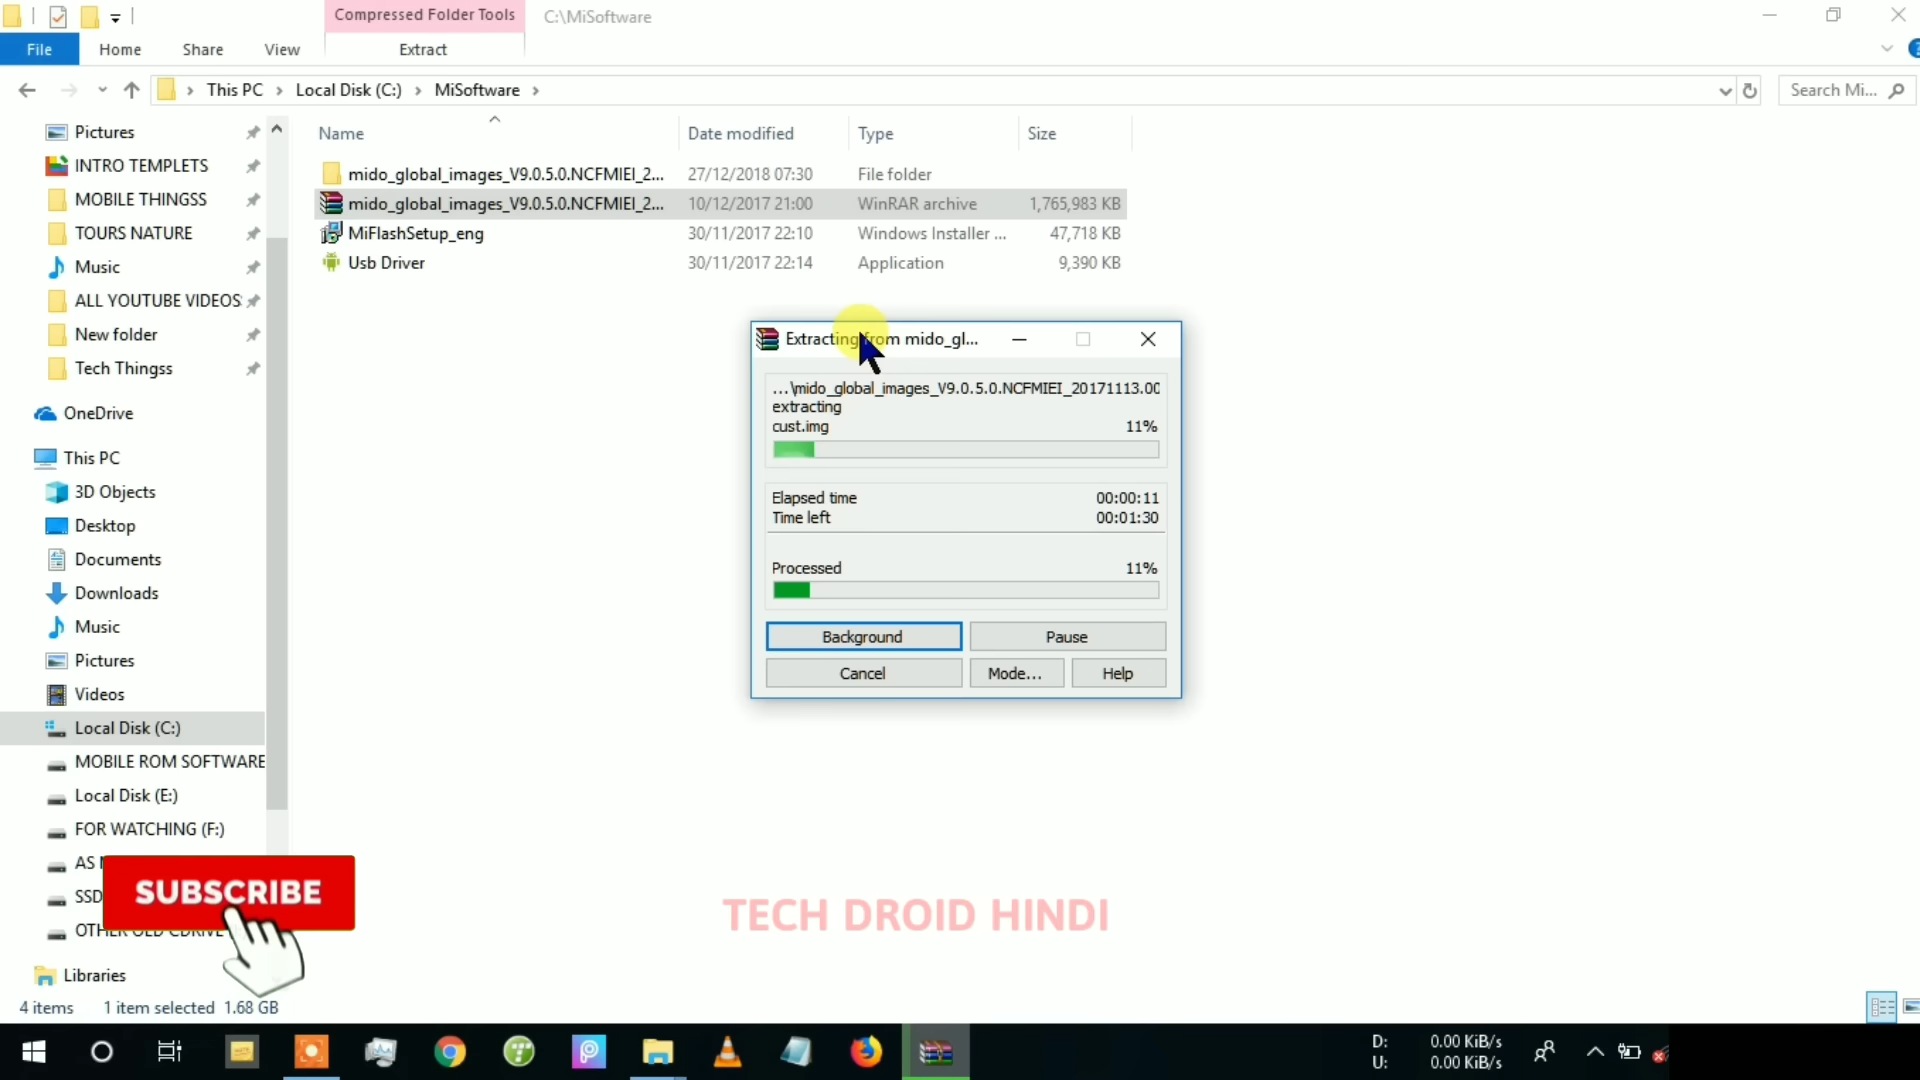 Compressed Folder Tools
C:\MiSoftware
File
Home
Share
View
Extract
This PC
Local Disk (C:)
MiSoftware
Search Mi...
Pictures
INTRO TEMPLETS
MOBILE THINGSS
TOURS NATURE
Music
ALL YOUTUBE VIDEOS
New folder
Tech Thingss
OneDrive
This PC
3D Objects
Desktop
Documents
Downloads
Music
Pictures
Videos
Local Disk (C:)
MOBILE ROM SOFTWARE
Local Disk (E:)
FOR WATCHING (F:)
AS
SSD
SUBSCRIBE
Libraries
Name Date modified Type Size
mido_global_images_V9.0.5.0.NCFMIEI_2... 27/12/2018 07:30 File folder
mido_global_images_V9.0.5.0.NCFMIEI_2... 10/12/2017 21:00 WinRAR archive 1,765,983 KB
MiFlashSetup_eng 30/11/2017 22:10 Windows Installer ... 47,718 KB
Usb Driver 30/11/2017 22:14 Application 9,390 KB
Extracting from mido_gl...
...\mido_global_images_V9.0.5.0.NCFMIEI_20171113.00
extracting
cust.img 11%
Elapsed time 00:00:11
Time left 00:01:30
Processed 11%
Background
Pause
Cancel
Mode...
Help
TECH DROID HINDI
4 items 1 item selected 1.68 GB
D: 0.00 KiB/s
U: 0.00 KiB/s